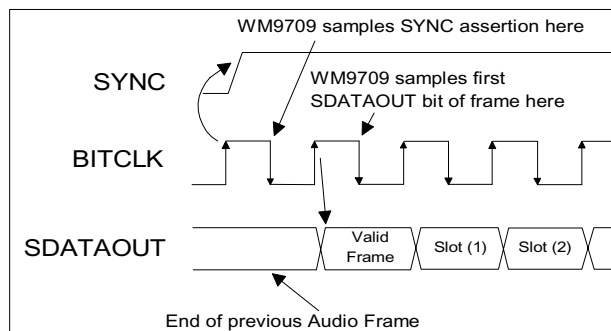 WM9709 samples SYNC assertion here
SYNC
WM9709 samples first
SDATAOUT bit of frame here
BITCLK
SDATAOUT
Valid
Frame
Slot (1)
Slot (2)
End of previous Audio Frame